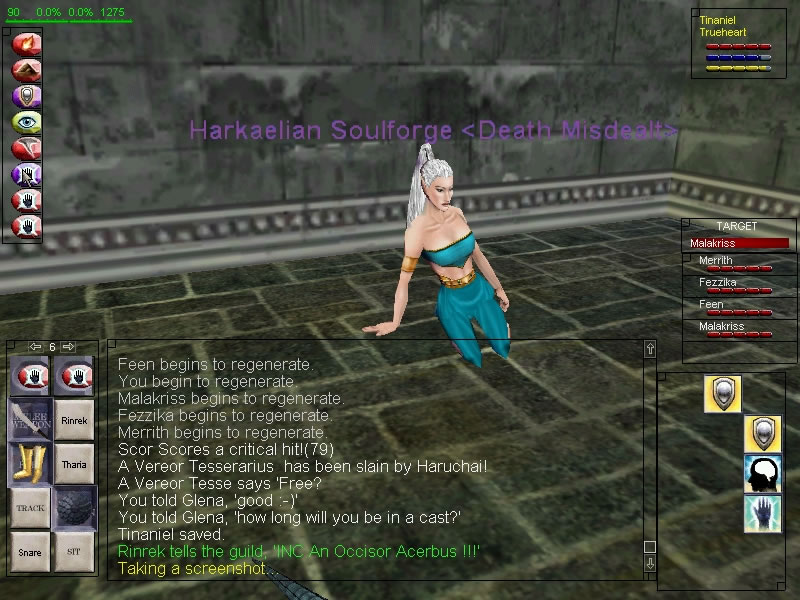 90 0.0% 0.0% 1275
Tinaniel
Trueheart
Harkaelian Soulforge <Death Misdealt>
TARGET
Malakriss
Merrith
Fezzika
Feen
Malakriss
6
MELEE WEAPON
Rinrek
Tharia
TRACK
Snare
SIT
Feen begins to regenerate.
You begin to regenerate.
Malakriss begins to regenerate.
Fezzika begins to regenerate.
Merrith begins to regenerate.
Scor Scores a critical hit!(79)
A Vereor Tesserarius has been slain by Haruchai!
A Vereor Tesse says 'Free?
You told Glena, 'good :-)'
You told Glena, 'how long will you be in a cast?'
Tinaniel saved.
Rinrek tells the guild, 'INC An Occisor Acerbus !!!'
Taking a screenshot...